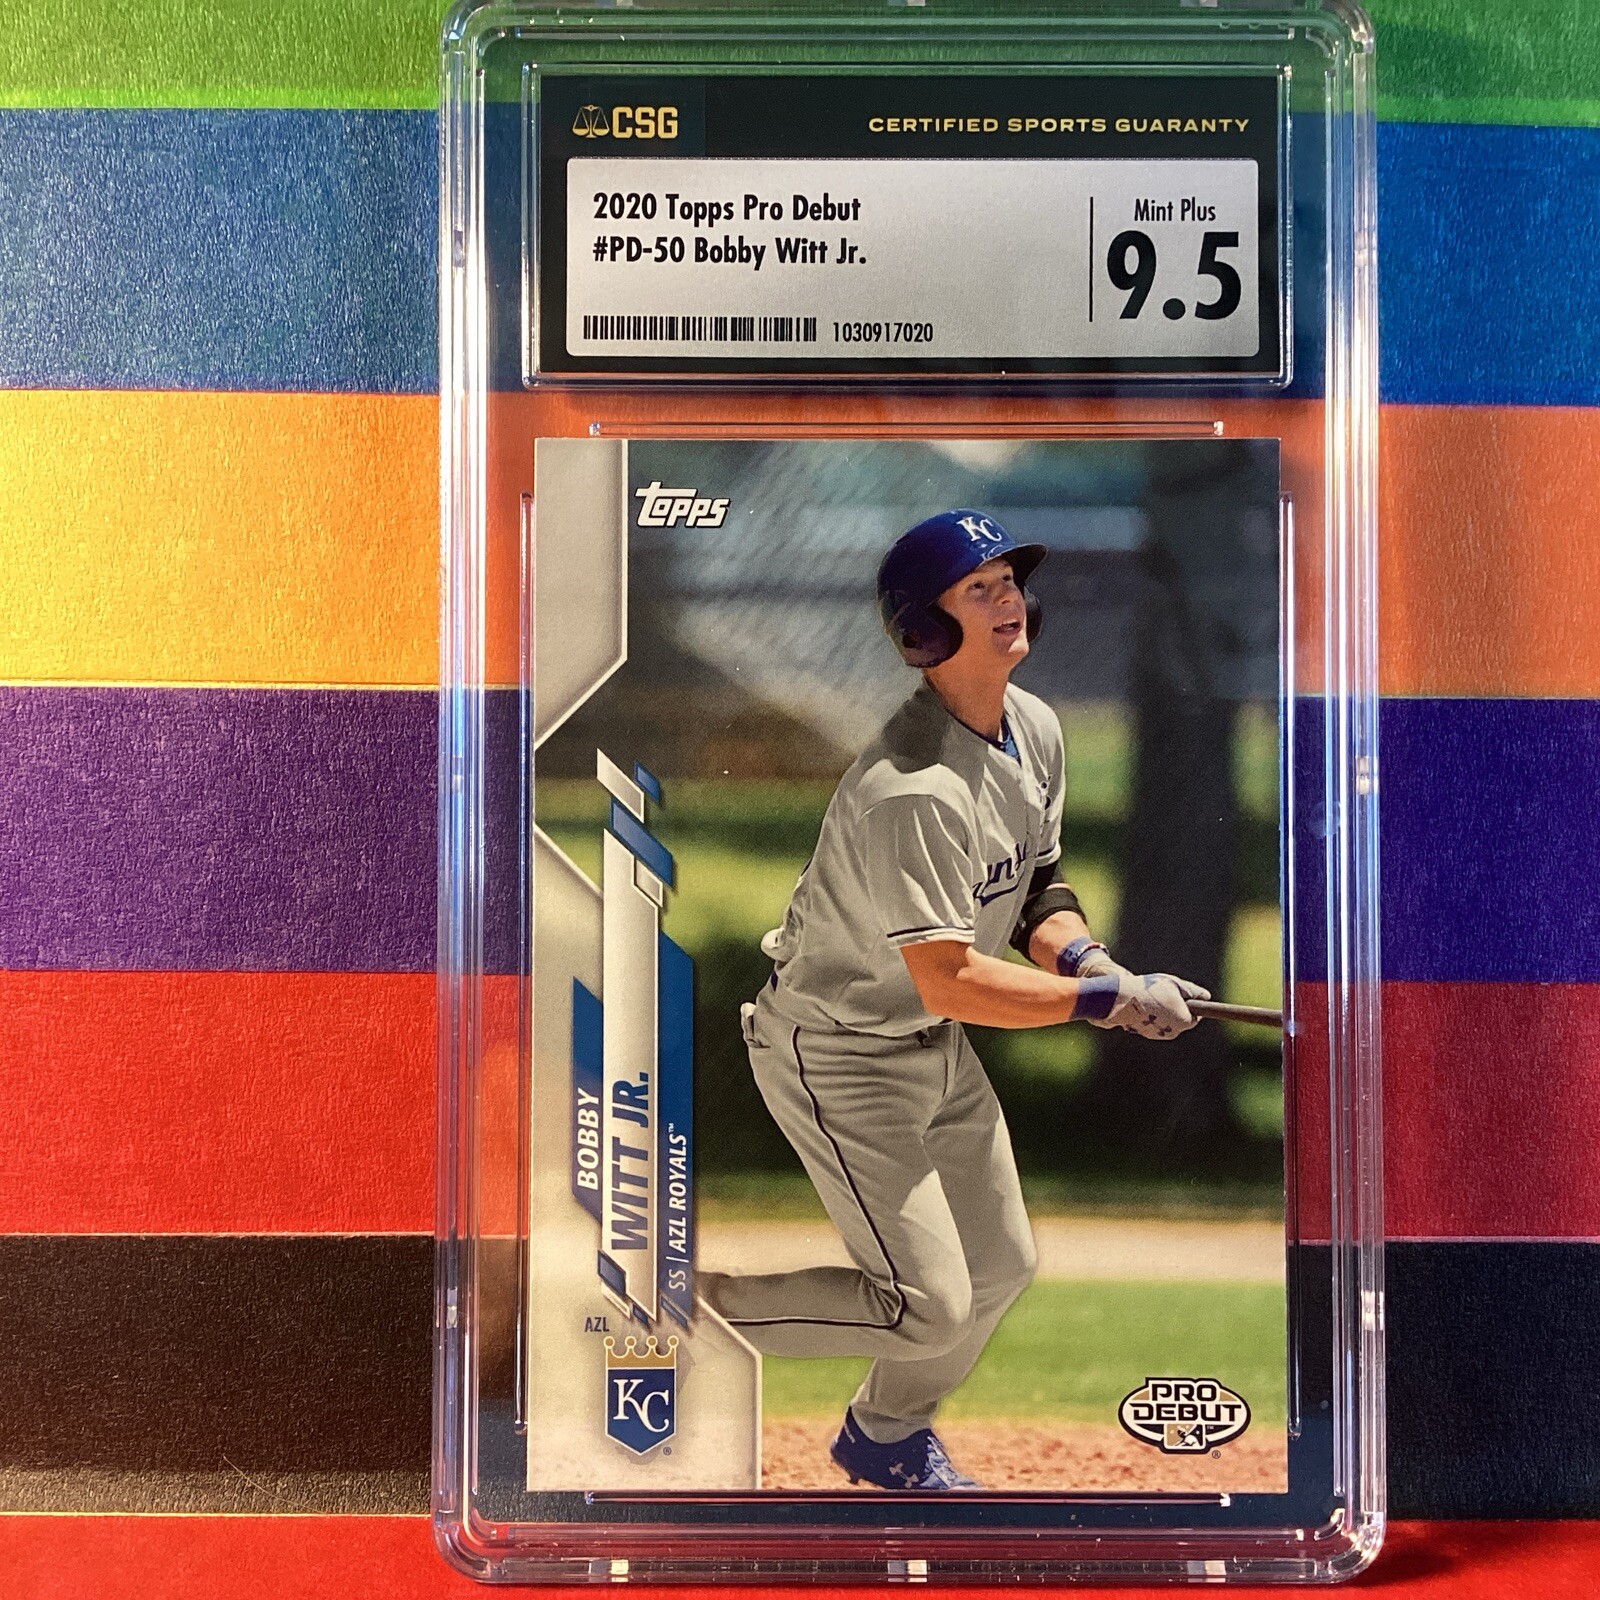 CSG
CERTIFIED SPORTS GUARANTY
2020 Topps Pro Debut
#PD-50 Bobby Witt Jr.
Mint Plus
9.5
1030917020
topps
KC
BOBBY
WITT JR.
SS | AZL ROYALS™
AZL
KC
®
PRO
DEBUT
®